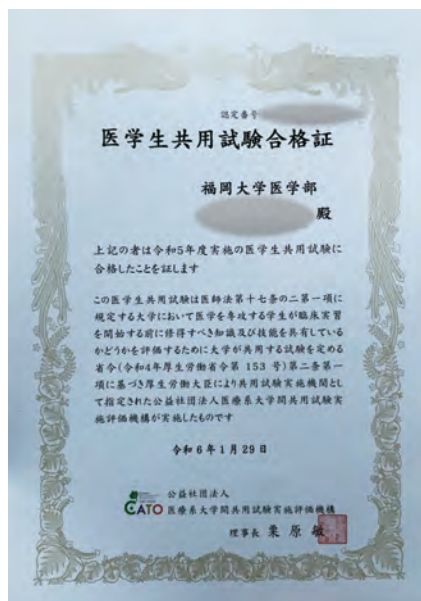 認定番号
医学生共用試験合格証
福岡大学医学部
殿
上記の者は令和5年度実施の医学生共用試験に
合格したことを証します
この医学生共用試験は医師法第十七条の二第一項に
規定する大学において医学を専攻する学生が臨床実習
を開始する前に修得すべき知識及び技能を具有している
かどうかを評価するために大学が共用する試験を定める
省令(令和4年厚生労働省令第 153 号)第二条第一
項に基づき厚生労働大臣により共用試験実施機関とし
て指定された公益社団法人医療系大学間共用試験実
施評価機構が実施したものです
令和 6 年 1 月 29 日
公益社団法人
CATO 医療系大学間共用試験実施評価機構
理事長 栗原 敏